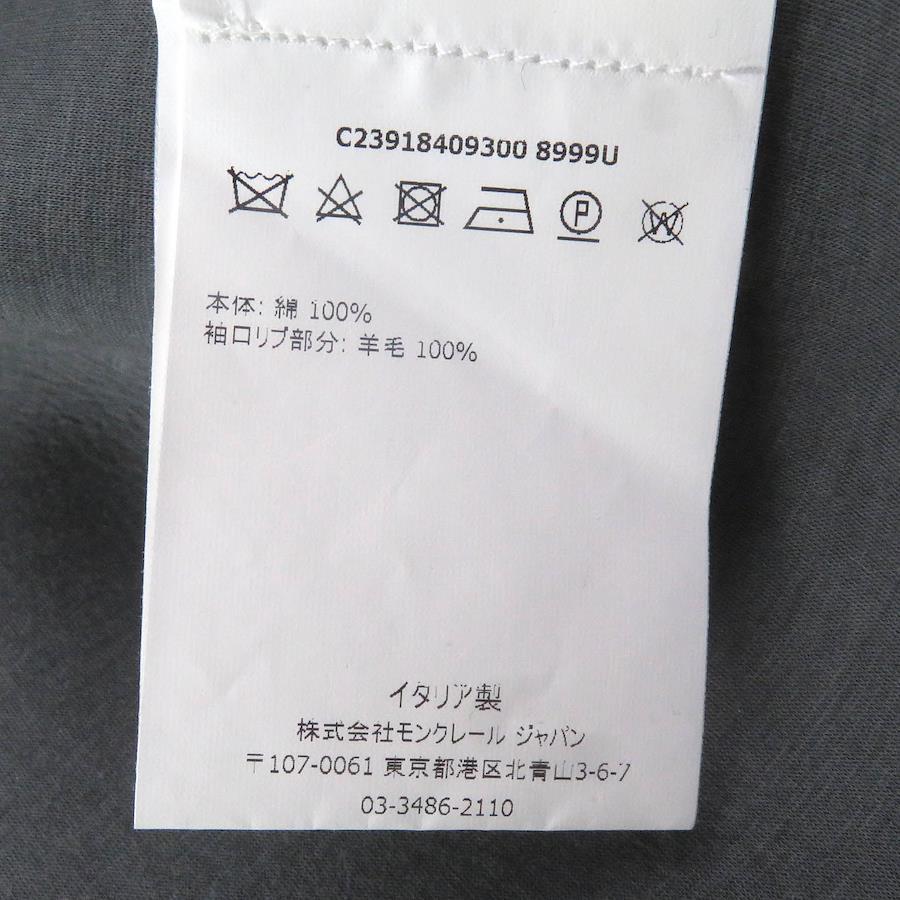 C23918409300 8999U
P W
本体: 綿 100%
袖口リブ部分: 羊毛 100%
イタリア製
株式会社モンクレール ジャパン
〒107-0061 東京都港区北青山3-6-7
03-3486-2110